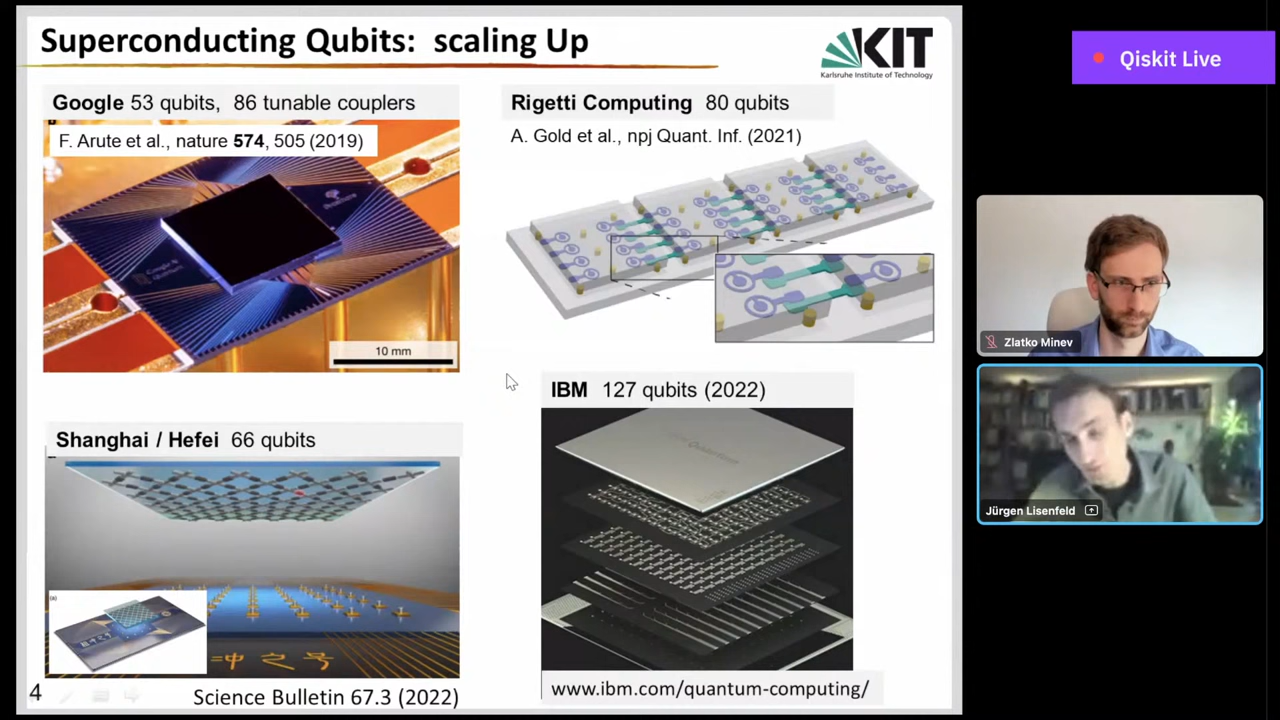 Superconducting Qubits: scaling Up
KIT
Karlsruhe Institute of Technology
Qiskit Live
Google 53 qubits, 86 tunable couplers
F. Arute et al., nature 574, 505 (2019)
10 mm
Rigetti Computing 80 qubits
A. Gold et al., npj Quant. Inf. (2021)
Zlatko Minev
Jürgen Lisenfeld
Shanghai / Hefei 66 qubits
(a)
冲之号
Science Bulletin 67.3 (2022)
IBM 127 qubits (2022)
www.ibm.com/quantum-computing/
4